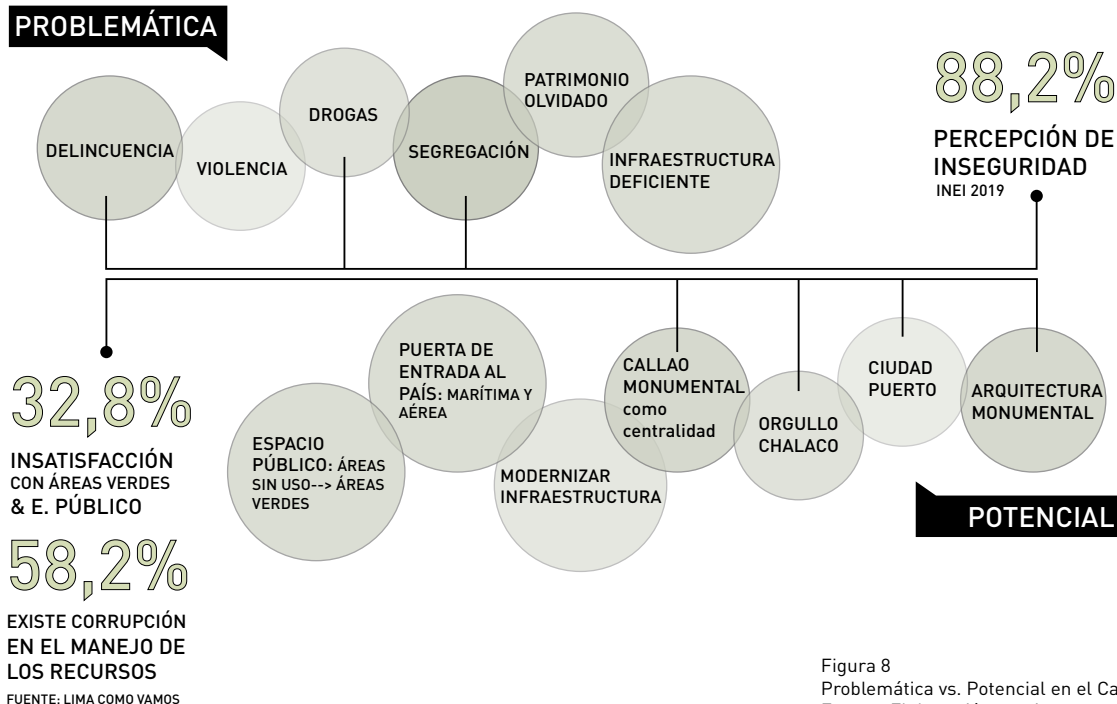 PROBLEMÁTICA
DELINCUENCIA
VIOLENCIA
DROGAS
SEGREGACIÓN
PATRIMONIO
OLVIDADO
INFRAESTRUCTURA
DEFICIENTE
88,2%
PERCEPCIÓN DE
INSEGURIDAD
INEI 2019
32,8%
INSATISFACCIÓN
CON ÁREAS VERDES
& E. PÚBLICO
58,2%
EXISTE CORRUPCIÓN
EN EL MANEJO DE
LOS RECURSOS
FUENTE: LIMA COMO VAMOS
ESPACIO
PÚBLICO: ÁREAS
SIN USO--> ÁREAS
VERDES
PUERTA DE
ENTRADA AL
PAÍS: MARÍTIMA Y
AÉREA
MODERNIZAR
INFRAESTRUCTURA
CALLAO
MONUMENTAL
como
centralidad
ORGULLO
CHALACO
CIUDAD
PUERTO
ARQUITECTURA
MONUMENTAL
POTENCIAL
Figura 8
Problemática vs. Potencial en el